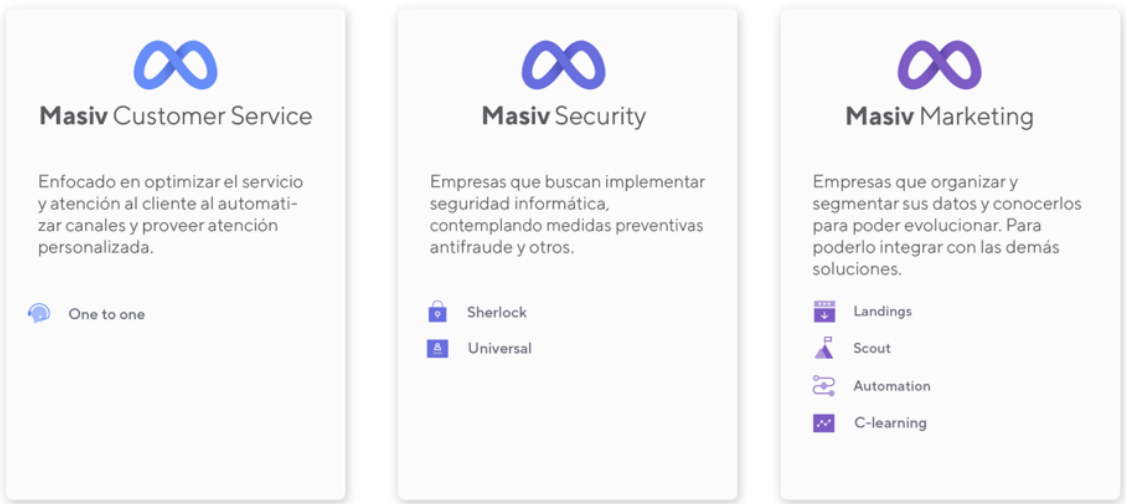 Masiv Customer Service
Enfocado en optimizar el servicio
y atención al cliente al automati-
zar canales y proveer atención
personalizada.
One to one
Masiv Security
Empresas que buscan implementar
seguridad informática,
contemplando medidas preventivas
antifraude y otros.
Sherlock
Universal
Masiv Marketing
Empresas que organizar y
segmentar sus datos y conocerlos
para poder evolucionar. Para
poderlo integrar con las demás
soluciones.
Landings
Scout
Automation
C-learning